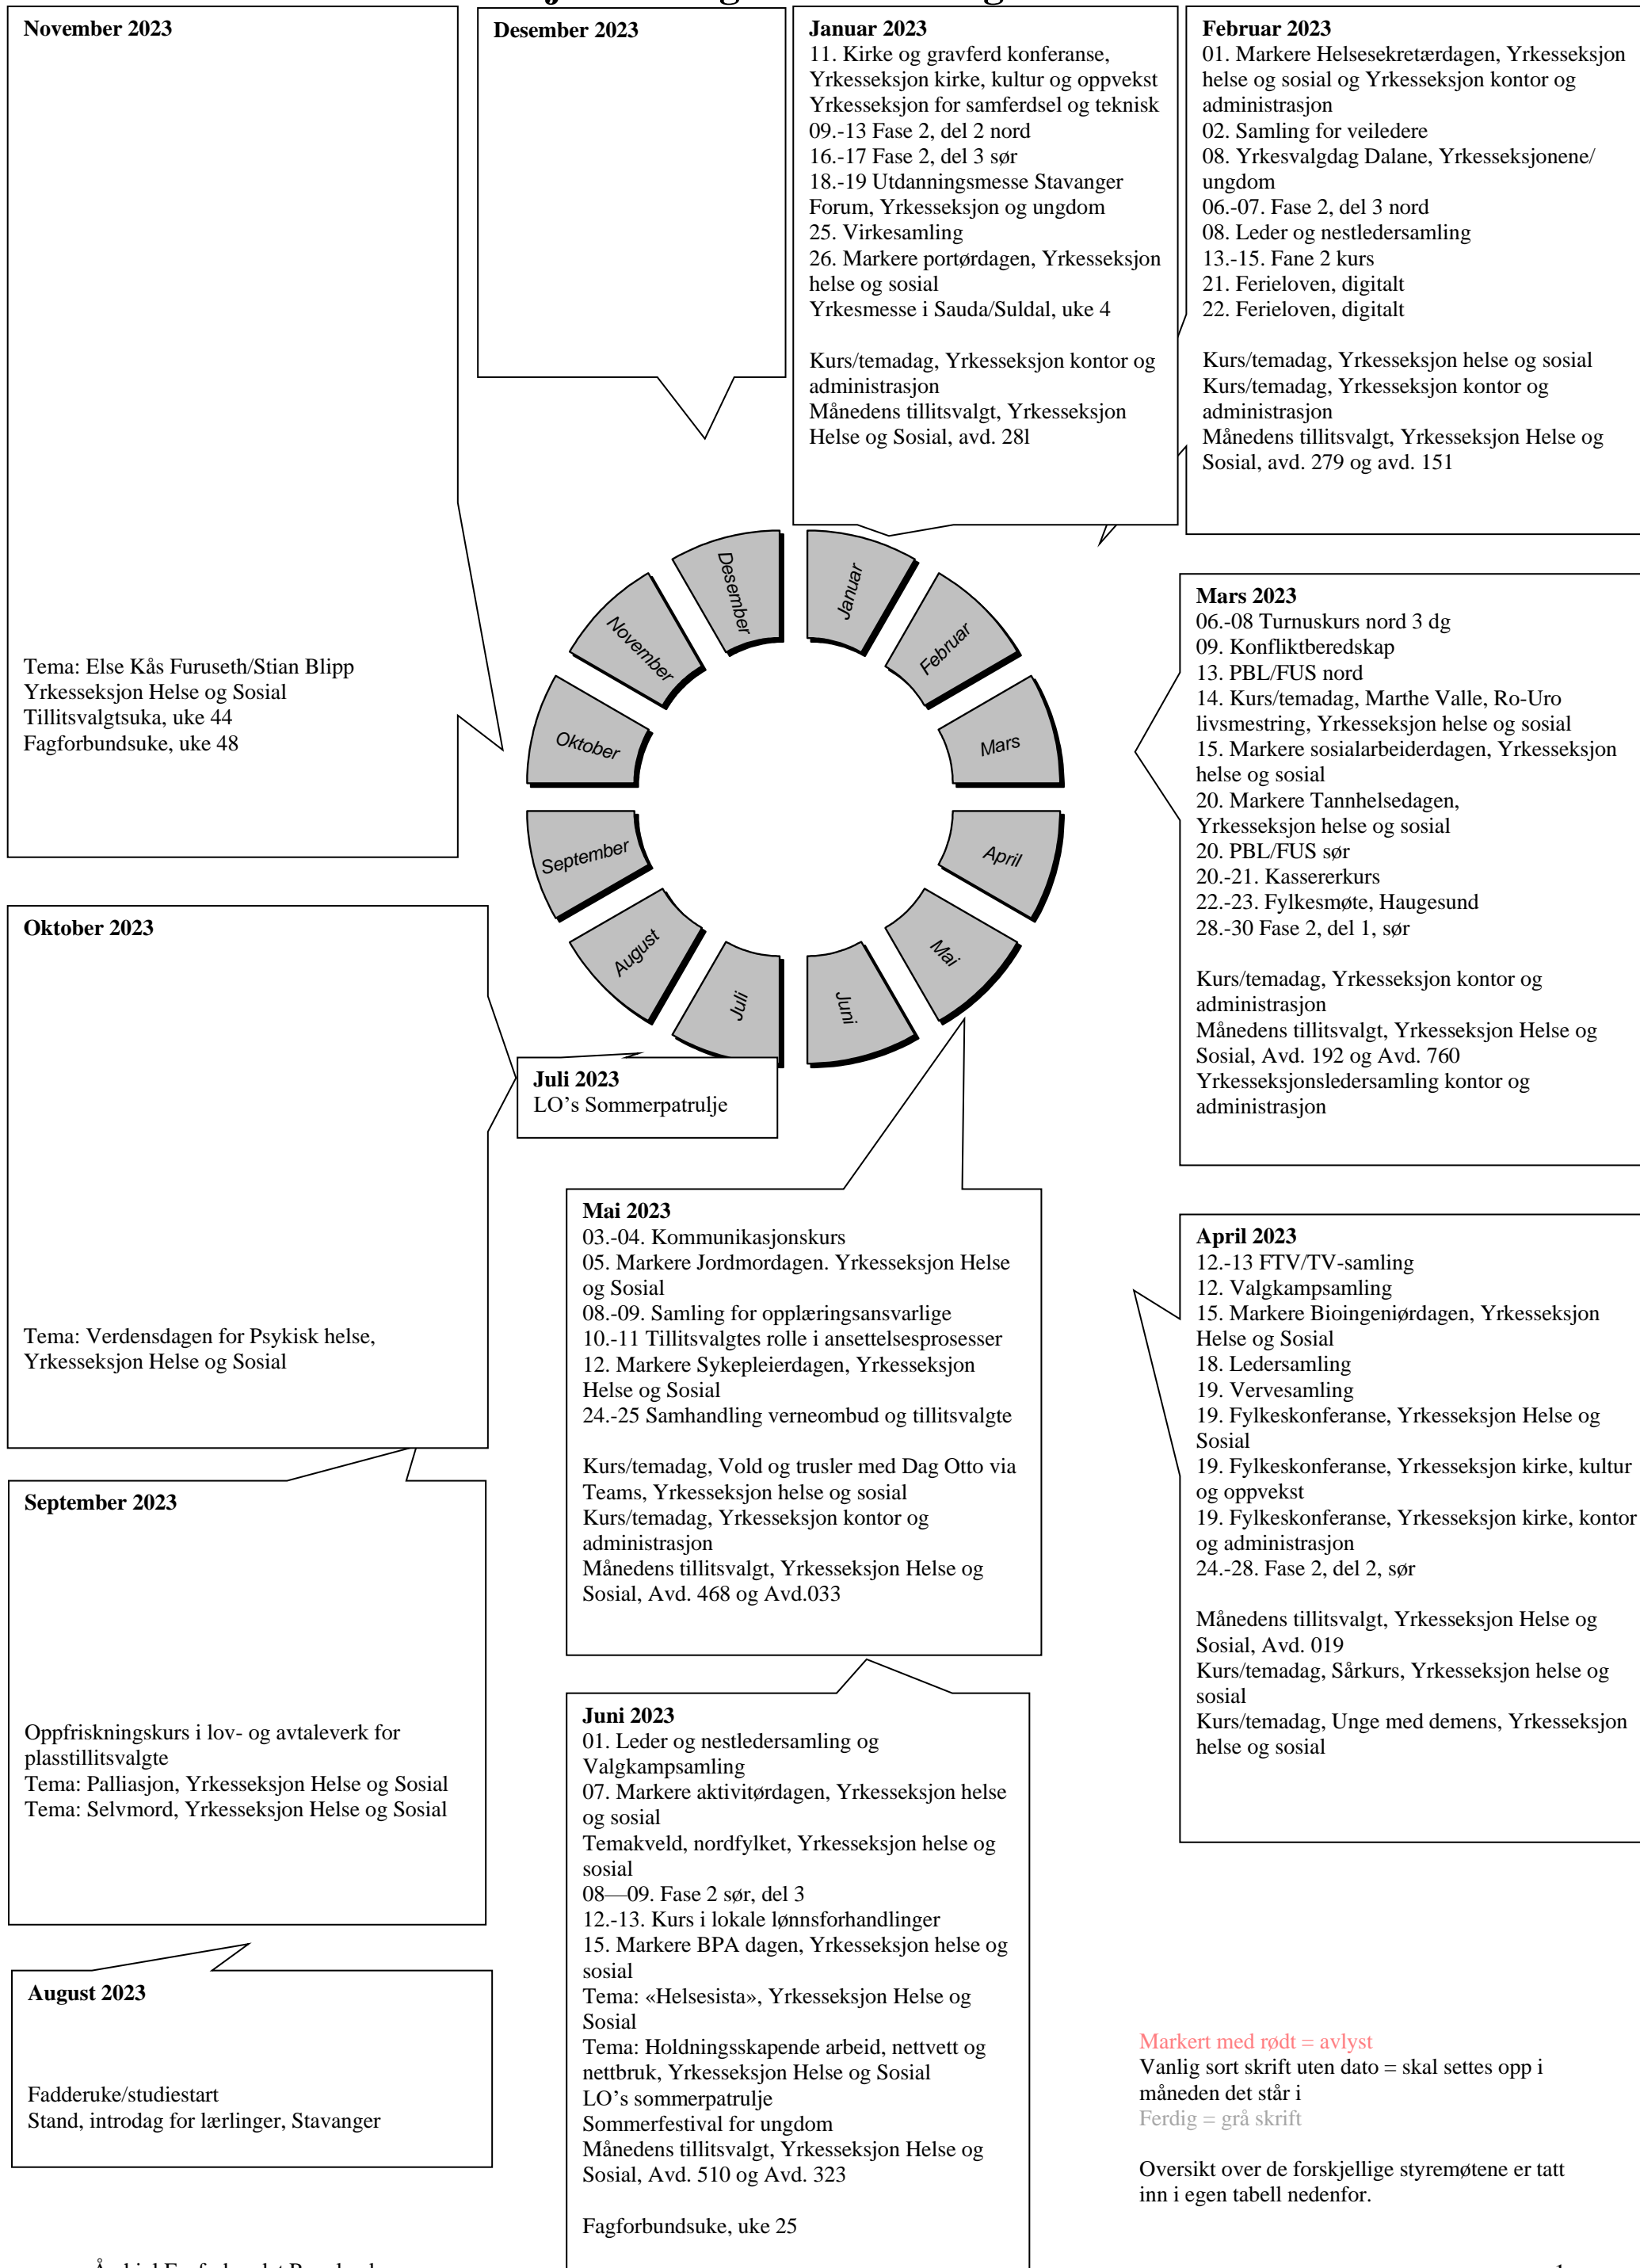 November 2023
Tema: Else Kås Furuseth/Stian Blipp
Yrkesseksjon Helse og Sosial
Tillitsvalgtsuka, uke 44
Fagforbundsuke, uke 48
Desember 2023
Januar 2023
11. Kirke og gravferd konferanse,
Yrkesseksjon kirke, kultur og oppvekst
Yrkesseksjon for samferdsel og teknisk
09.-13 Fase 2, del 2 nord
16.-17 Fase 2, del 3 sør
18.-19 Utdanningsmesse Stavanger
Forum, Yrkesseksjon og ungdom
25. Virkesamling
26. Markere portørdagen, Yrkesseksjon
helse og sosial
Yrkesmesse i Sauda/Suldal, uke 4
Kurs/temadag, Yrkesseksjon kontor og
administrasjon
Månedens tillitsvalgt, Yrkesseksjon
Helse og Sosial, avd. 28l
Februar 2023
01. Markere Helsesekretærdagen, Yrkesseksjon
helse og sosial og Yrkesseksjon kontor og
administrasjon
02. Samling for veiledere
08. Yrkesvalgdag Dalane, Yrkesseksjonene/
ungdom
06.-07. Fase 2, del 3 nord
08. Leder og nestledersamling
13.-15. Fane 2 kurs
21. Ferieloven, digitalt
22. Ferieloven, digitalt
Kurs/temadag, Yrkesseksjon helse og sosial
Kurs/temadag, Yrkesseksjon kontor og
administrasjon
Månedens tillitsvalgt, Yrkesseksjon Helse og
Sosial, avd. 279 og avd. 151
Desember
Januar
November
Februar
Oktober
Mars
September
April
August
Mai
Juli
Juni
Mars 2023
06.-08 Turnuskurs nord 3 dg
09. Konfliktberedskap
13. PBL/FUS nord
14. Kurs/temadag, Marthe Valle, Ro-Uro
livsmestring, Yrkesseksjon helse og sosial
15. Markere sosialarbeiderdagen, Yrkesseksjon
helse og sosial
20. Markere Tannhelsedagen,
Yrkesseksjon helse og sosial
20. PBL/FUS sør
20.-21. Kassererkurs
22.-23. Fylkesmøte, Haugesund
28.-30 Fase 2, del 1, sør
Kurs/temadag, Yrkesseksjon kontor og
administrasjon
Månedens tillitsvalgt, Yrkesseksjon Helse og
Sosial, Avd. 192 og Avd. 760
Yrkesseksjonsledersamling kontor og
administrasjon
Oktober 2023
Tema: Verdensdagen for Psykisk helse,
Yrkesseksjon Helse og Sosial
Juli 2023
LO’s Sommerpatrulje
Mai 2023
03.-04. Kommunikasjonskurs
05. Markere Jordmordagen. Yrkesseksjon Helse
og Sosial
08.-09. Samling for opplæringsansvarlige
10.-11 Tillitsvalgtes rolle i ansettelsesprosesser
12. Markere Sykepleierdagen, Yrkesseksjon
Helse og Sosial
24.-25 Samhandling verneombud og tillitsvalgte
Kurs/temadag, Vold og trusler med Dag Otto via
Teams, Yrkesseksjon helse og sosial
Kurs/temadag, Yrkesseksjon kontor og
administrasjon
Månedens tillitsvalgt, Yrkesseksjon Helse og
Sosial, Avd. 468 og Avd.033
April 2023
12.-13 FTV/TV-samling
12. Valgkampsamling
15. Markere Bioingeniørdagen, Yrkesseksjon
Helse og Sosial
18. Ledersamling
19. Vervesamling
19. Fylkeskonferanse, Yrkesseksjon Helse og
Sosial
19. Fylkeskonferanse, Yrkesseksjon kirke, kultur
og oppvekst
19. Fylkeskonferanse, Yrkesseksjon kirke, kontor
og administrasjon
24.-28. Fase 2, del 2, sør
Månedens tillitsvalgt, Yrkesseksjon Helse og
Sosial, Avd. 019
Kurs/temadag, Sårkurs, Yrkesseksjon helse og
sosial
Kurs/temadag, Unge med demens, Yrkesseksjon
helse og sosial
September 2023
Oppfriskningskurs i lov- og avtaleverk for
plasstillitsvalgte
Tema: Palliasjon, Yrkesseksjon Helse og Sosial
Tema: Selvmord, Yrkesseksjon Helse og Sosial
Juni 2023
01. Leder og nestledersamling og
Valgkampsamling
07. Markere aktivitørdagen, Yrkesseksjon helse
og sosial
Temakveld, nordfylket, Yrkesseksjon helse og
sosial
08—09. Fase 2 sør, del 3
12.-13. Kurs i lokale lønnsforhandlinger
15. Markere BPA dagen, Yrkesseksjon helse og
sosial
Tema: «Helsesista», Yrkesseksjon Helse og
Sosial
Tema: Holdningsskapende arbeid, nettvett og
nettbruk, Yrkesseksjon Helse og Sosial
LO’s sommerpatrulje
Sommerfestival for ungdom
Månedens tillitsvalgt, Yrkesseksjon Helse og
Sosial, Avd. 510 og Avd. 323
Fagforbundsuke, uke 25
August 2023
Fadderuke/studiestart
Stand, introdag for lærlinger, Stavanger
Markert med rødt = avlyst
Vanlig sort skrift uten dato = skal settes opp i
måneden det står i
Ferdig = grå skrift
Oversikt over de forskjellige styremøtene er tatt
inn i egen tabell nedenfor.